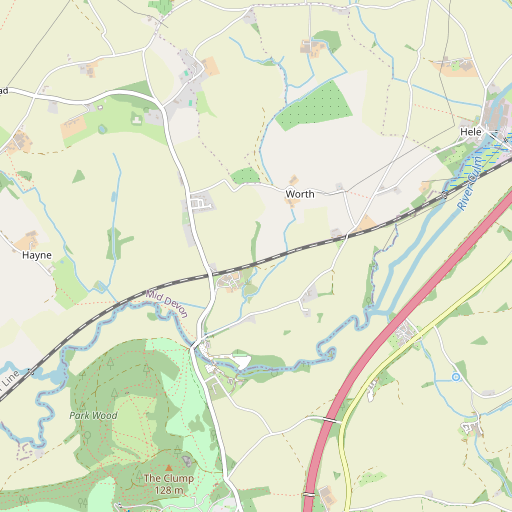 ad
Hele
River Culm
Worth
Hayne
Mid Devon
Line
Park Wood
The Clump
128 m